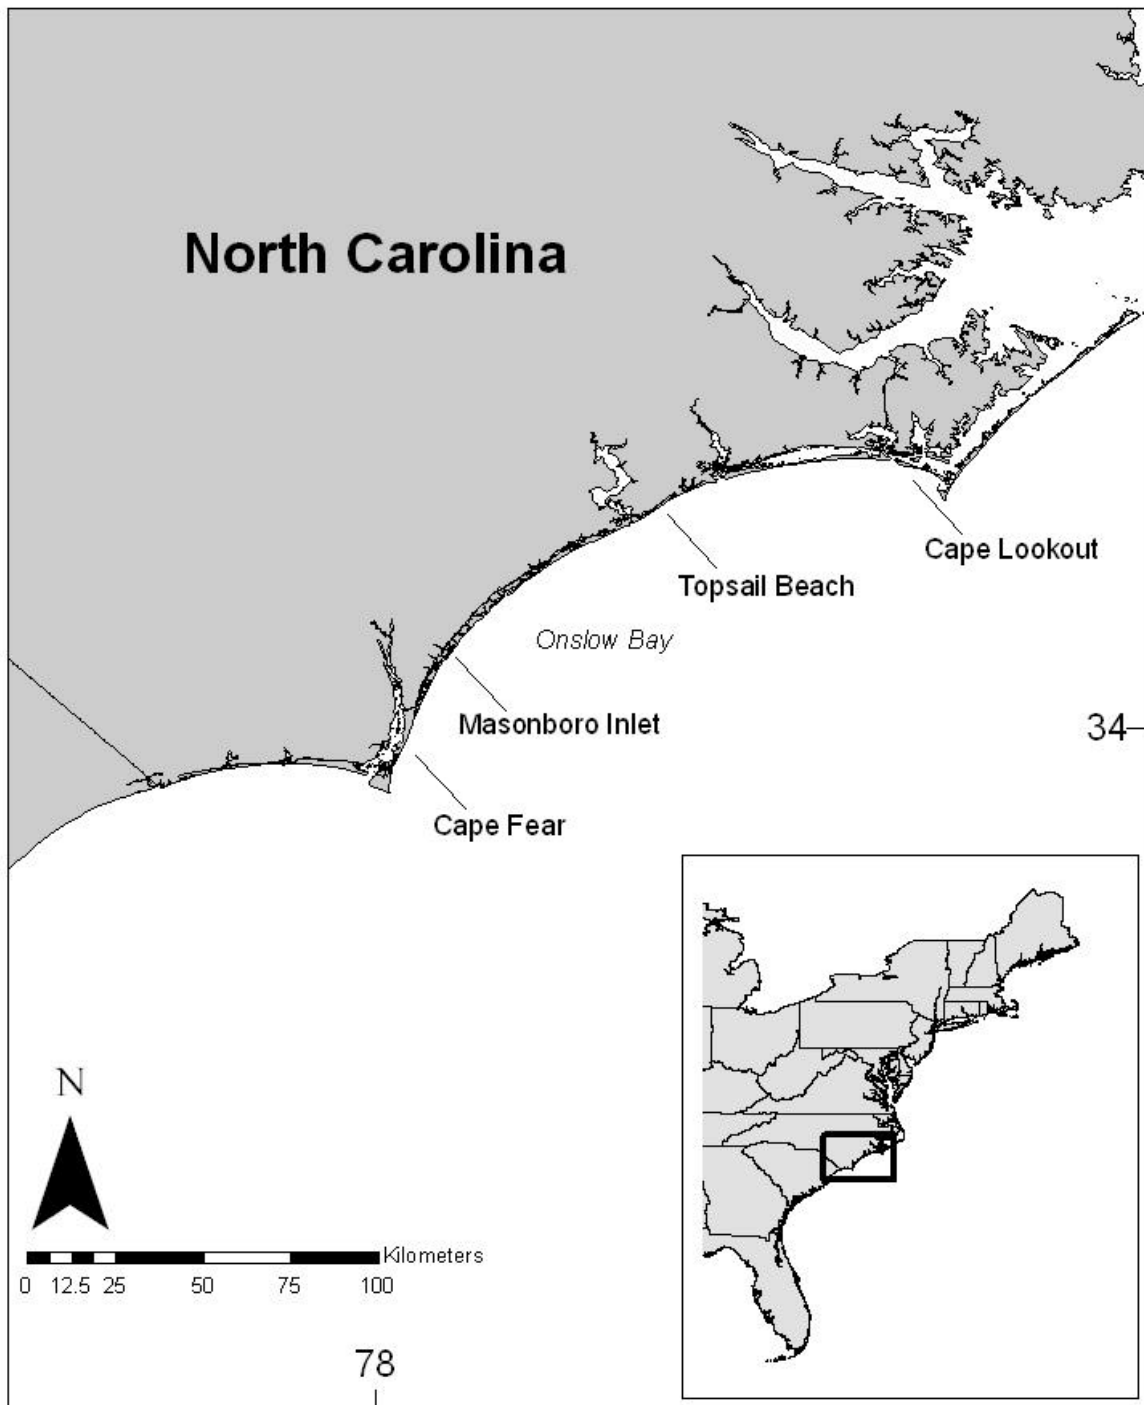 North Carolina
Cape Lookout
Topsail Beach
Onslow Bay
Masonboro Inlet
34
Cape Fear
N
Kilometers
0 12.5 25 50 75 100
78